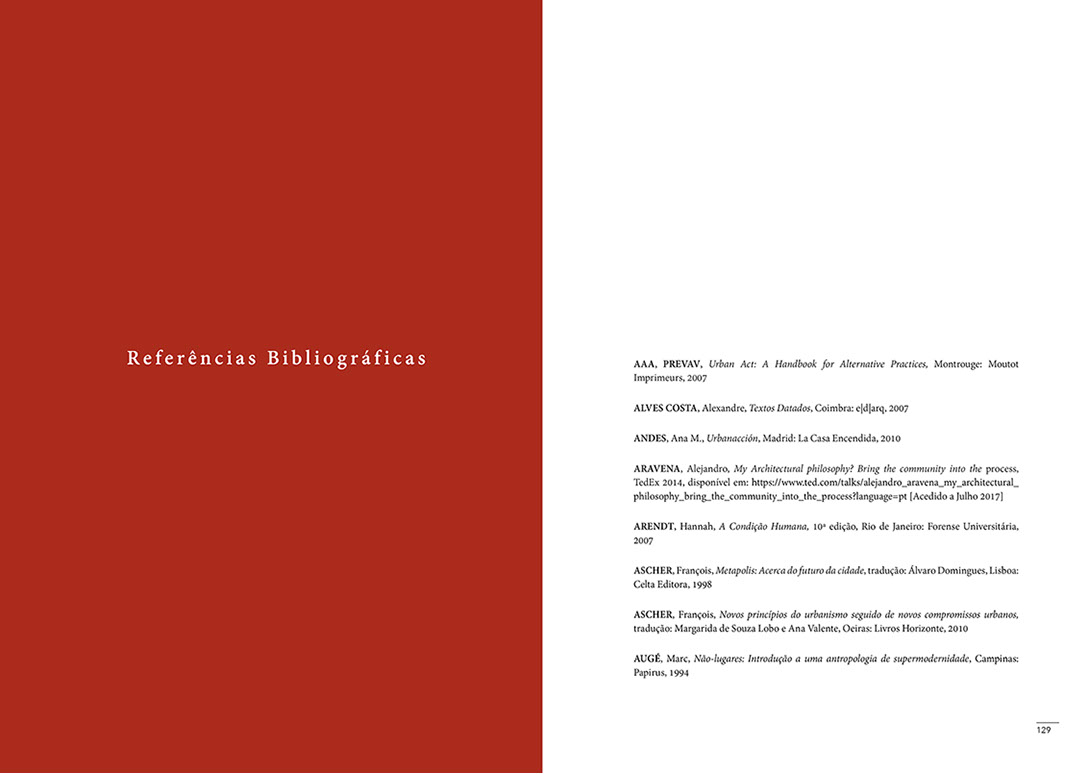 Referências Bibliográficas
AAA, PREVAV, Urban Act: A Handbook for Alternative Practices, Montrouge: Moutot
Imprimeurs, 2007
ALVES COSTA, Alexandre, Textos Datados, Coimbra: e|d|arq, 2007
ANDES, Ana M., Urbanacción, Madrid: La Casa Encendida, 2010
ARAVENA, Alejandro, My Architectural philosophy? Bring the community into the process,
TedEx 2014, disponível em: https://www.ted.com/talks/alejandro_aravena_my_architectural_
philosophy_bring_the_community_into_the_process?language=pt [Acedido a Julho 2017]
ARENDT, Hannah, A Condição Humana, 10ª edição, Rio de Janeiro: Forense Universitária,
2007
ASCHER, François, Metapolis: Acerca do futuro da cidade, tradução: Álvaro Domingues, Lisboa:
Celta Editora, 1998
ASCHER, François, Novos princípios do urbanismo seguido de novos compromissos urbanos,
tradução: Margarida de Souza Lobo e Ana Valente, Oeiras: Livros Horizonte, 2010
AUGÉ, Marc, Não-lugares: Introdução a uma antropologia de supermodernidade, Campinas:
Papirus, 1994
129